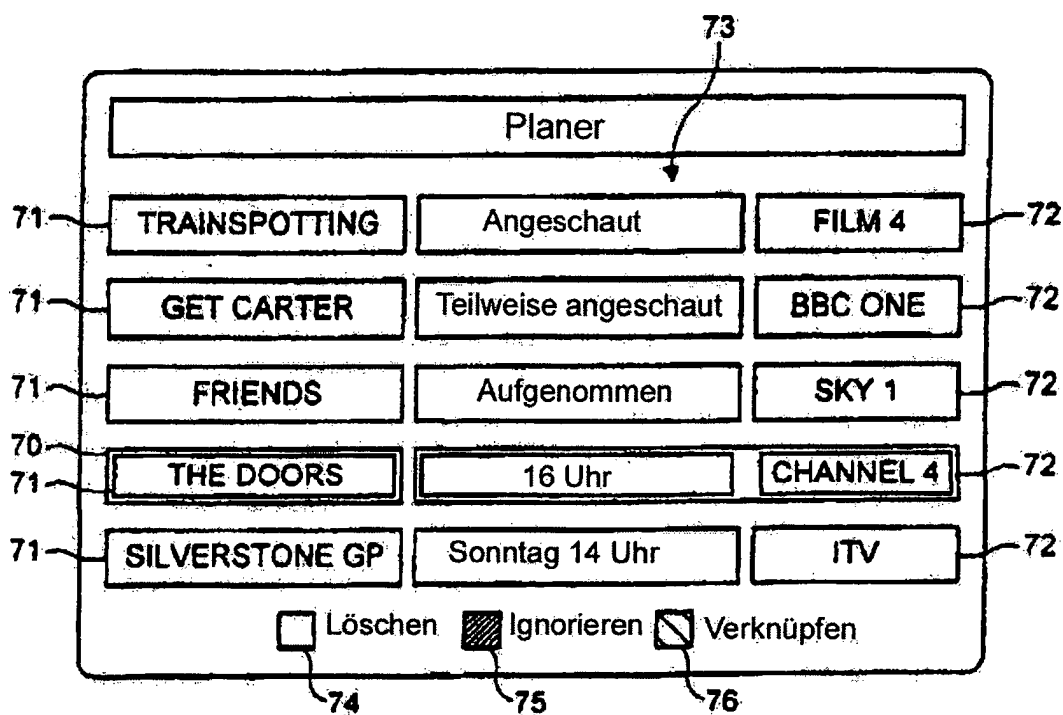 73
Planer
71 TRAINSPOTTING Angeschaut FILM 4 72
71 GET CARTER Teilweise angeschaut BBC ONE 72
71 FRIENDS Aufgenommen SKY 1 72
70
71 THE DOORS 16 Uhr CHANNEL 4 72
71 SILVERSTONE GP Sonntag 14 Uhr ITV 72
Löschen Ignorieren Verknüpfen
74 75 76